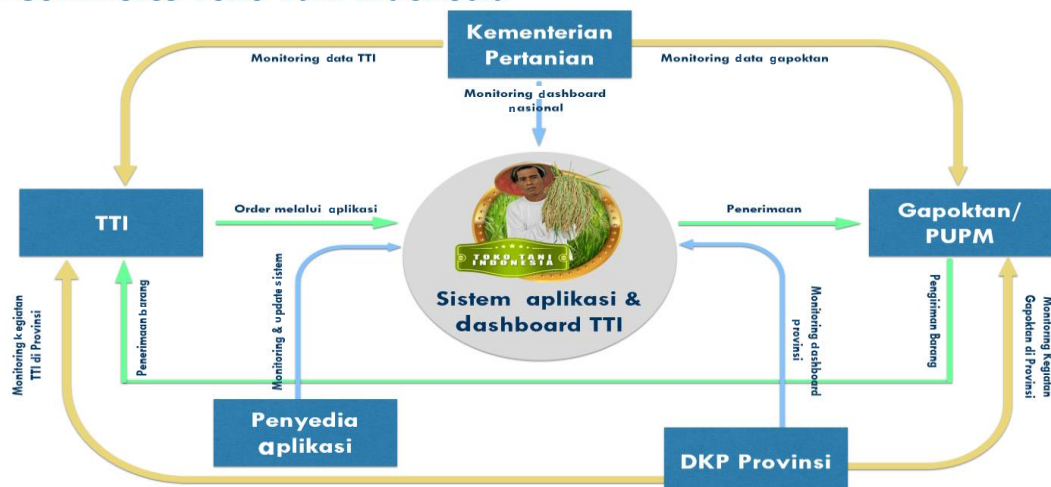 Kementerian
Pertanian
Monitoring data TTI
Monitoring data gapoktan
Monitoring dashboard
nasional
TTI
Order melalui aplikasi
TOKO TANI
INDONESIA
Sistem aplikasi &
dashboard TTI
Penerimaan
Gapoktan/
PUPM
Monitoring kegiatan
TTI di Provinsi
Penerimaan barang
Monitoring & update sistem
Monitoring dashboard
provinsi
Pengiriman Barang
Monitoring Kegiatan
Gapoktan di Provinsi
Penyedia
aplikasi
DKP Provinsi